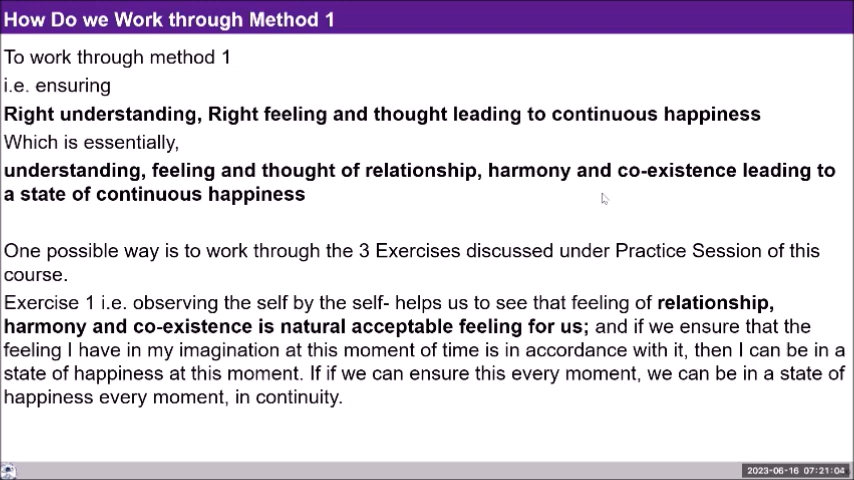 How Do we Work through Method 1
To work through method 1
i.e. ensuring
Right understanding, Right feeling and thought leading to continuous happiness
Which is essentially,
understanding, feeling and thought of relationship, harmony and co-existence leading to
a state of continuous happiness
One possible way is to work through the 3 Exercises discussed under Practice Session of this
course.
Exercise 1 i.e. observing the self by the self- helps us to see that feeling of relationship,
harmony and co-existence is natural acceptable feeling for us; and if we ensure that the
feeling I have in my imagination at this moment of time is in accordance with it, then I can be in a
state of happiness at this moment. If if we can ensure this every moment, we can be in a state of
happiness every moment, in continuity.
2023-06-16 07:21:04